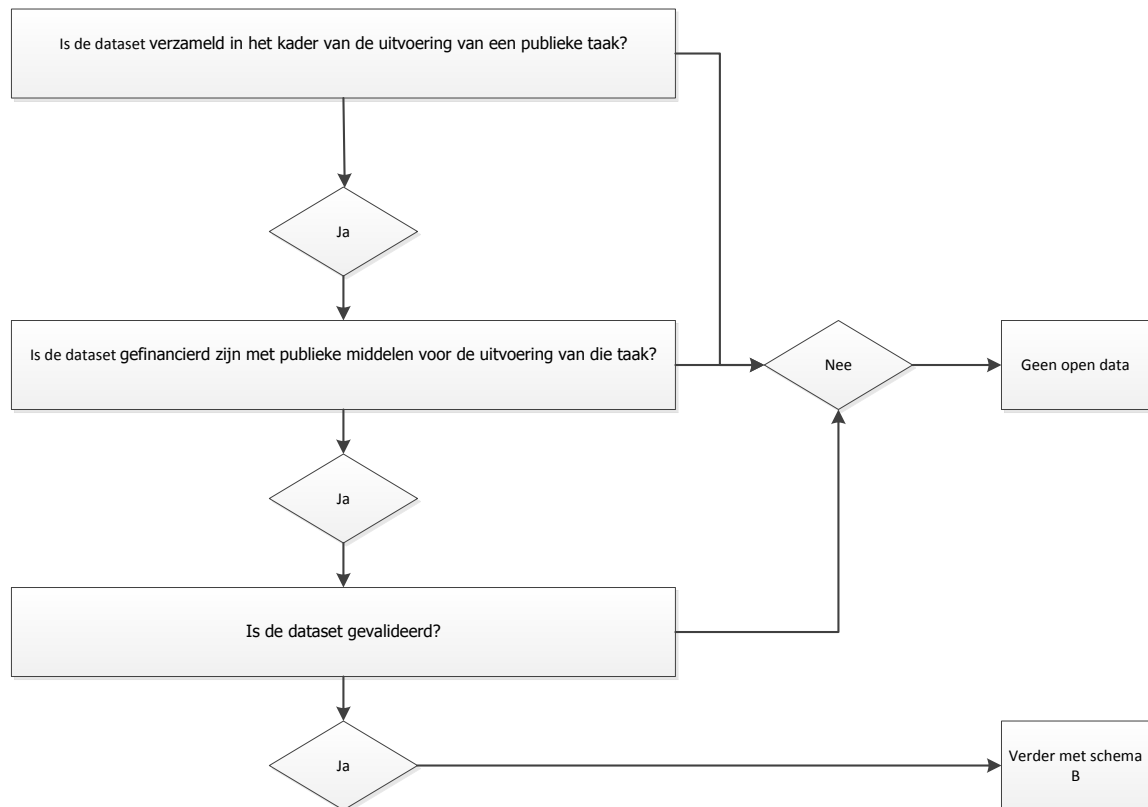 Is de dataset verzameld in het kader van de uitvoering van een publieke taak?
Ja
Is de dataset gefinancierd zijn met publieke middelen voor de uitvoering van die taak?
Nee
Geen open data
Ja
Is de dataset gevalideerd?
Ja
Verder met schema
B